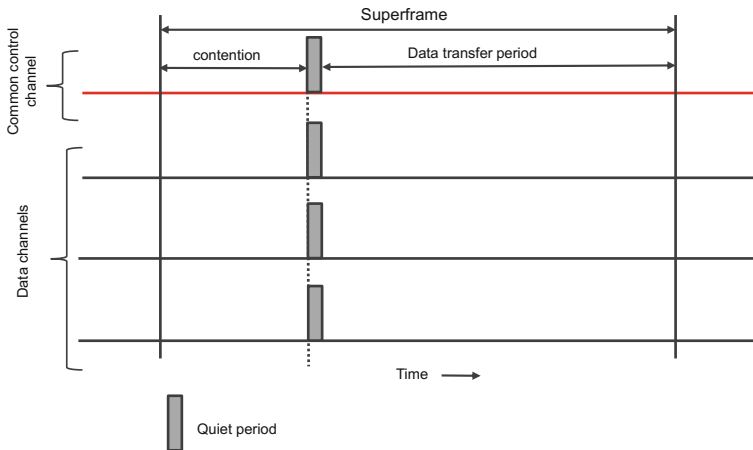 Superframe
contention
Data transfer period
Common control
channel
Data channels
Time
Quiet period